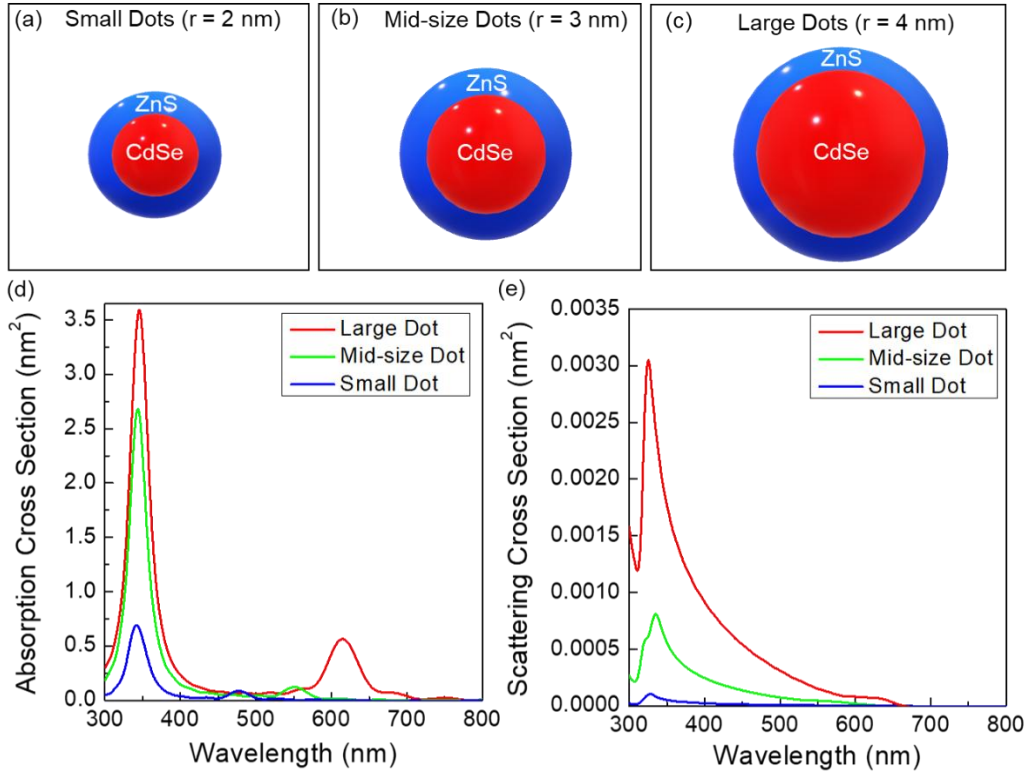 (a) Small Dots (r = 2 nm)
ZnS
CdSe
(b) Mid-size Dots (r = 3 nm)
ZnS
CdSe
(c) Large Dots (r = 4 nm)
ZnS
CdSe
(d)
Absorption Cross Section (nm²)
3.5
3.0
2.5
2.0
1.5
1.0
0.5
0.0
300 400 500 600 700 800
Wavelength (nm)
Large Dot
Mid-size Dot
Small Dot
(e)
Scattering Cross Section (nm²)
0.0035
0.0030
0.0025
0.0020
0.0015
0.0010
0.0005
0.0000
300 400 500 600 700 800
Wavelength (nm)
Large Dot
Mid-size Dot
Small Dot